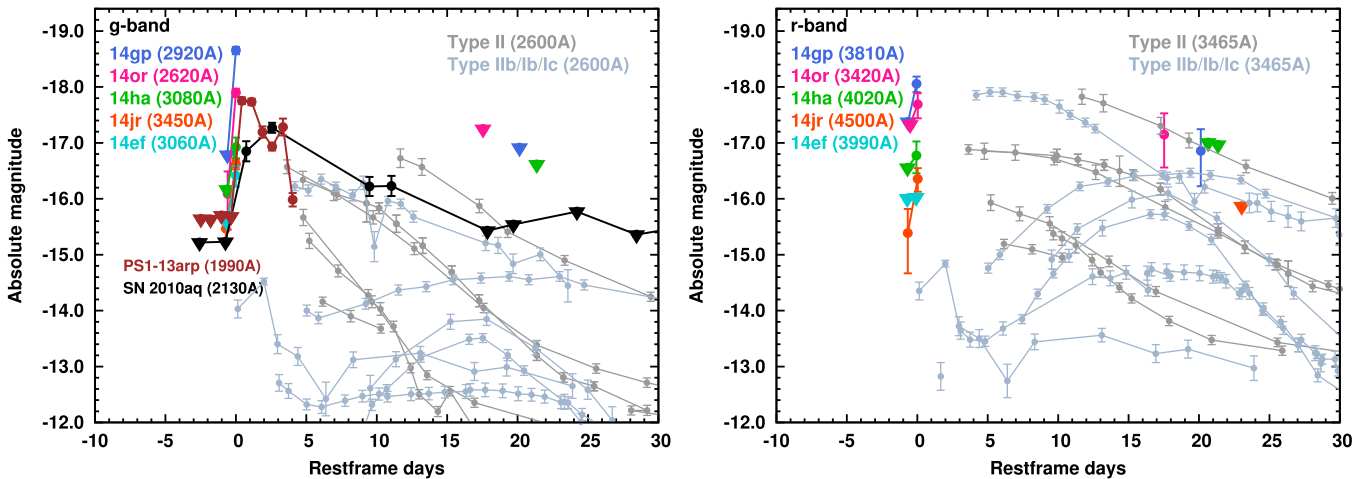 g-band
14gp (2920A)
14or (2620A)
14ha (3080A)
14jr (3450A)
14ef (3060A)
Type II (2600A)
Type IIb/Ib/Ic (2600A)
PS1-13arp (1990A)
SN 2010aq (2130A)
-19.0
-18.0
-17.0
-16.0
-15.0
-14.0
-13.0
-12.0
-10 -5 0 5 10 15 20 25 30
Absolute magnitude
Restframe days
r-band
14gp (3810A)
14or (3420A)
14ha (4020A)
14jr (4500A)
14ef (3990A)
Type II (3465A)
Type IIb/Ib/Ic (3465A)
-19.0
-18.0
-17.0
-16.0
-15.0
-14.0
-13.0
-12.0
-10 -5 0 5 10 15 20 25 30
Absolute magnitude
Restframe days